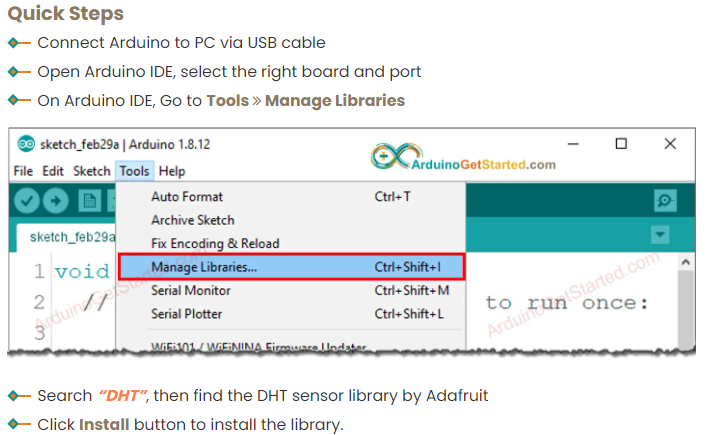 Quick Steps
Connect Arduino to PC via USB cable
Open Arduino IDE, select the right board and port
On Arduino IDE, Go to Tools » Manage Libraries
sketch_feb29a | Arduino 1.8.12
ArduinoGetStarted.com
File Edit Sketch Tools Help
Auto Format Ctrl+T
Archive Sketch
sketch_feb29a
Fix Encoding & Reload
1 void
Manage Libraries... Ctrl+Shift+I
2 //
Serial Monitor Ctrl+Shift+M
to run once:
3
Serial Plotter Ctrl+Shift+L
WiFi101 / WiFiNINA Firmware Updater
ArduinoGetStarted.com
ArduinoGetStarted.com
Search “DHT”, then find the DHT sensor library by Adafruit
Click Install button to install the library.